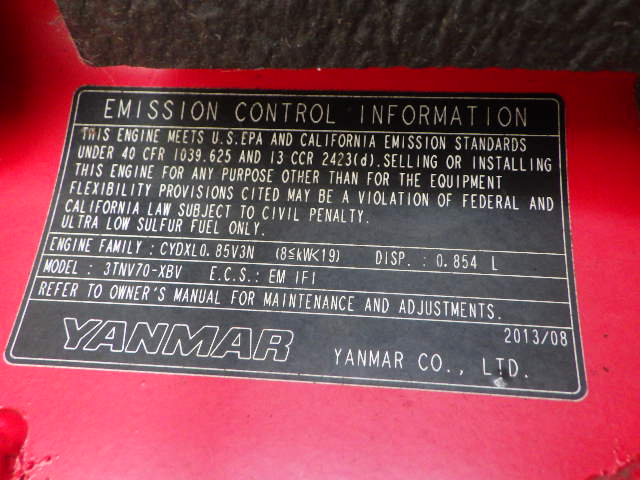 EMISSION CONTROL INFORMATION
THIS ENGINE MEETS U.S.EPA AND CALIFORNIA EMISSION STANDARDS
UNDER 40 CFR 1039.625 AND 13 CCR 2423(d).SELLING OR INSTALLING
THIS ENGINE FOR ANY PURPOSE OTHER THAN FOR THE EQUIPMENT
FLEXIBILITY PROVISIONS CITED MAY BE A VIOLATION OF FEDERAL AND
CALIFORNIA LAW SUBJECT TO CIVIL PENALTY.
ULTRA LOW SULFUR FUEL ONLY.
ENGINE FAMILY : CYDXL0.85V3N (8≦kW<19) DISP. : 0.854 L
MODEL : 3TNV70-XBV E.C.S.: EM IFI
REFER TO OWNER'S MANUAL FOR MAINTENANCE AND ADJUSTMENTS.
2013/08
YANMAR YANMAR CO., LTD.